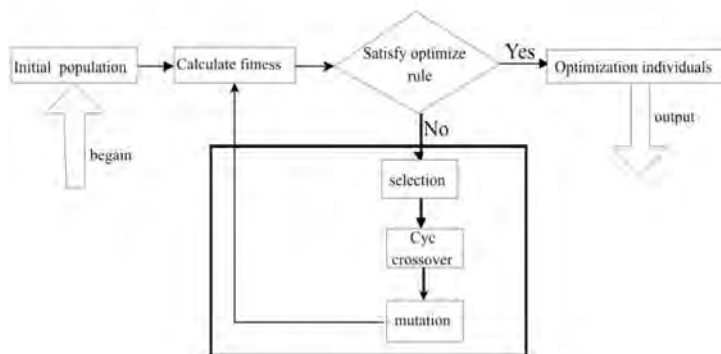 Initial population
Calculate fitness
Satisfy optimize
rule
Yes
Optimization individuals
begain
No
output
selection
Cyc
crossover
mutation